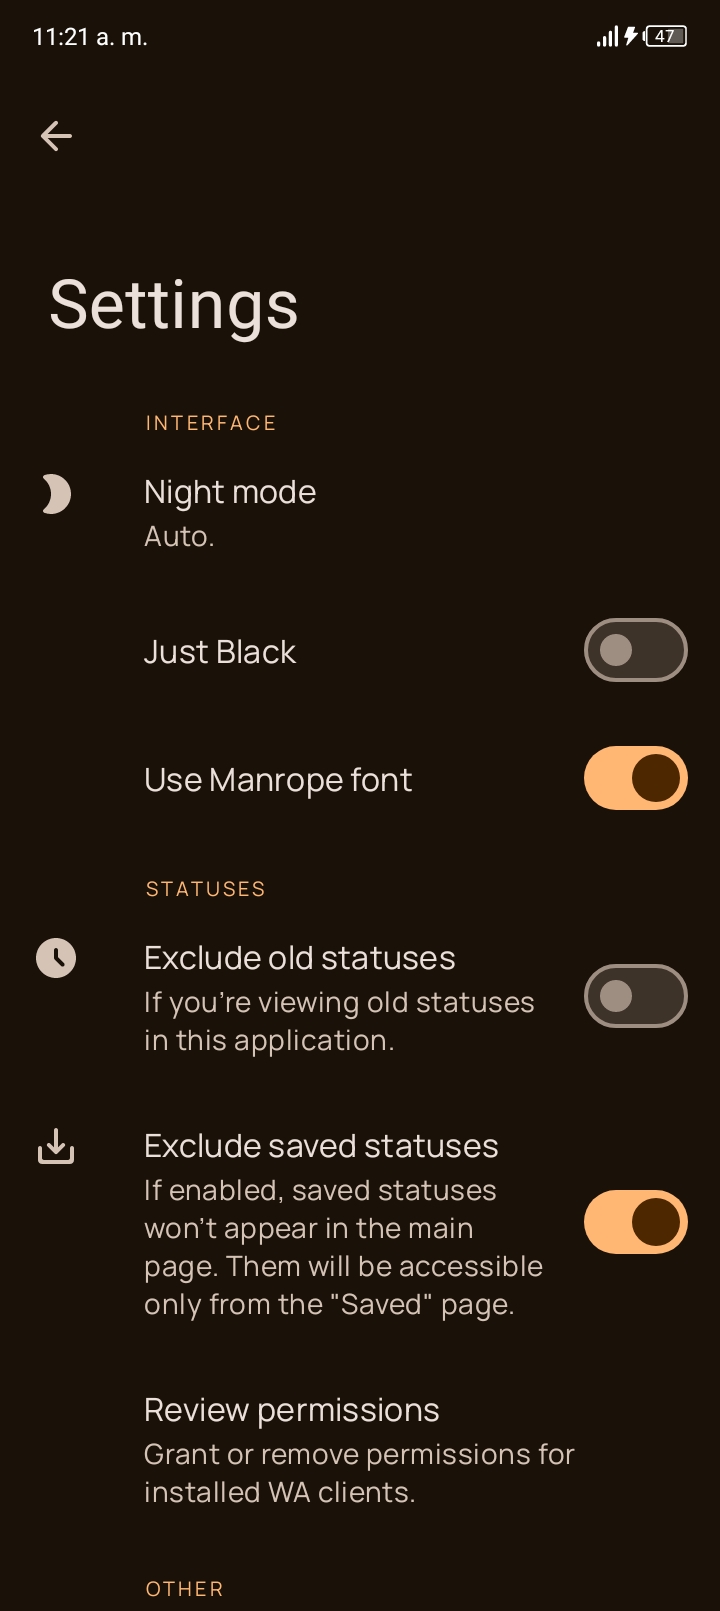 11:21 a. m.
47
Settings
INTERFACE
Night mode
Auto.
Just Black
Use Manrope font
STATUSES
Exclude old statuses
If you’re viewing old statuses
in this application.
Exclude saved statuses
If enabled, saved statuses
won’t appear in the main
page. Them will be accessible
only from the "Saved" page.
Review permissions
Grant or remove permissions for
installed WA clients.
OTHER